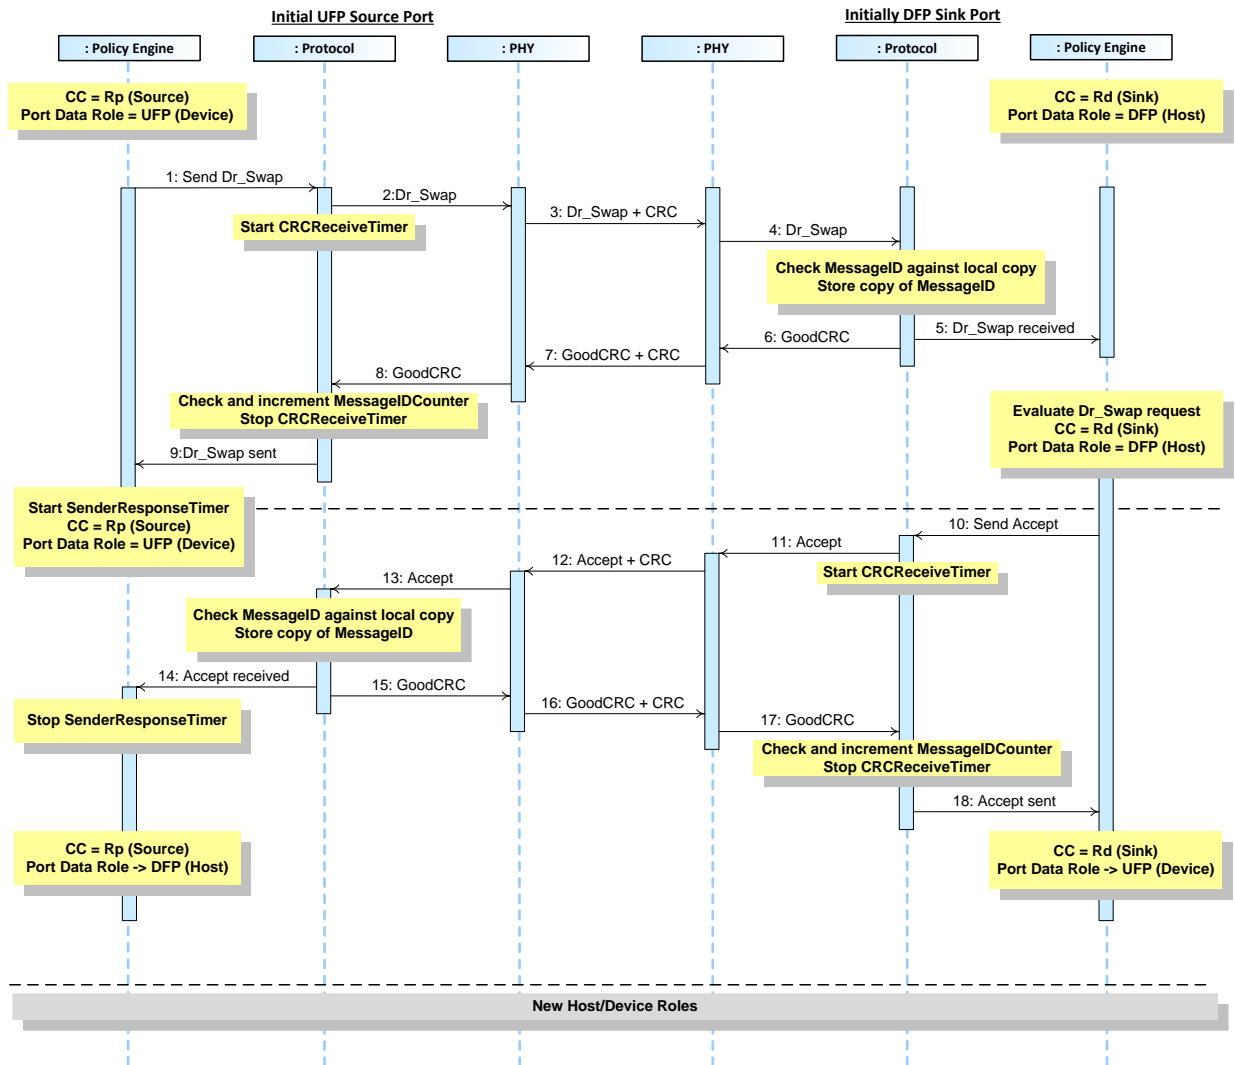 Initial UFP Source Port
Initially DFP Sink Port
: Policy Engine
: Protocol
: PHY
: PHY
: Protocol
: Policy Engine
CC = Rp (Source)
Port Data Role = UFP (Device)
CC = Rd (Sink)
Port Data Role = DFP (Host)
1: Send Dr_Swap
2:Dr_Swap
Start CRCReceiveTimer
3: Dr_Swap + CRC
4: Dr_Swap
Check MessageID against local copy
Store copy of MessageID
5: Dr_Swap received
6: GoodCRC
7: GoodCRC + CRC
8: GoodCRC
Check and increment MessageIDCounter
Stop CRCReceiveTimer
Evaluate Dr_Swap request
CC = Rd (Sink)
Port Data Role = DFP (Host)
9:Dr_Swap sent
Start SenderResponseTimer
CC = Rp (Source)
Port Data Role = UFP (Device)
10: Send Accept
11: Accept
Start CRCReceiveTimer
12: Accept + CRC
13: Accept
Check MessageID against local copy
Store copy of MessageID
14: Accept received
15: GoodCRC
Stop SenderResponseTimer
16: GoodCRC + CRC
17: GoodCRC
Check and increment MessageIDCounter
Stop CRCReceiveTimer
18: Accept sent
CC = Rp (Source)
Port Data Role -> DFP (Host)
CC = Rd (Sink)
Port Data Role -> UFP (Device)
New Host/Device Roles